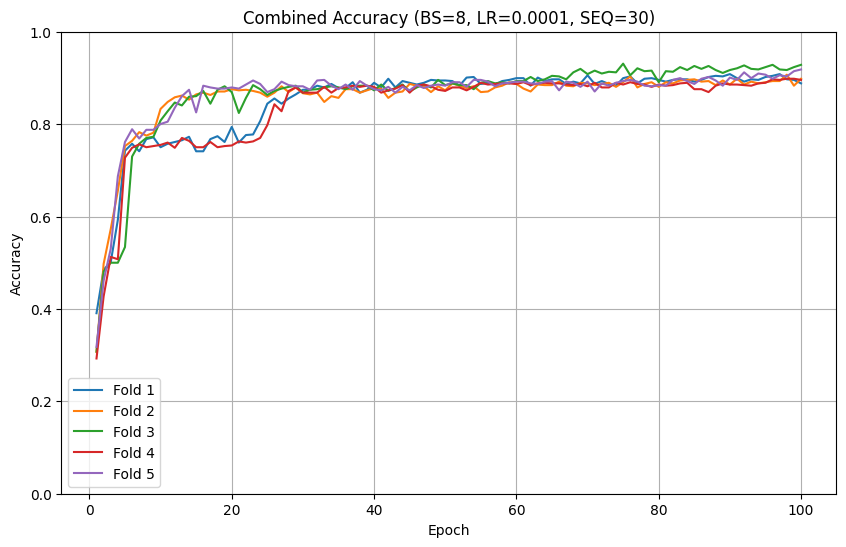 Combined Accuracy (BS=8, LR=0.0001, SEQ=30)
1.0
0.8
0.6
0.4
0.2
0.0
Accuracy
Fold 1
Fold 2
Fold 3
Fold 4
Fold 5
0 20 40 60 80 100
Epoch